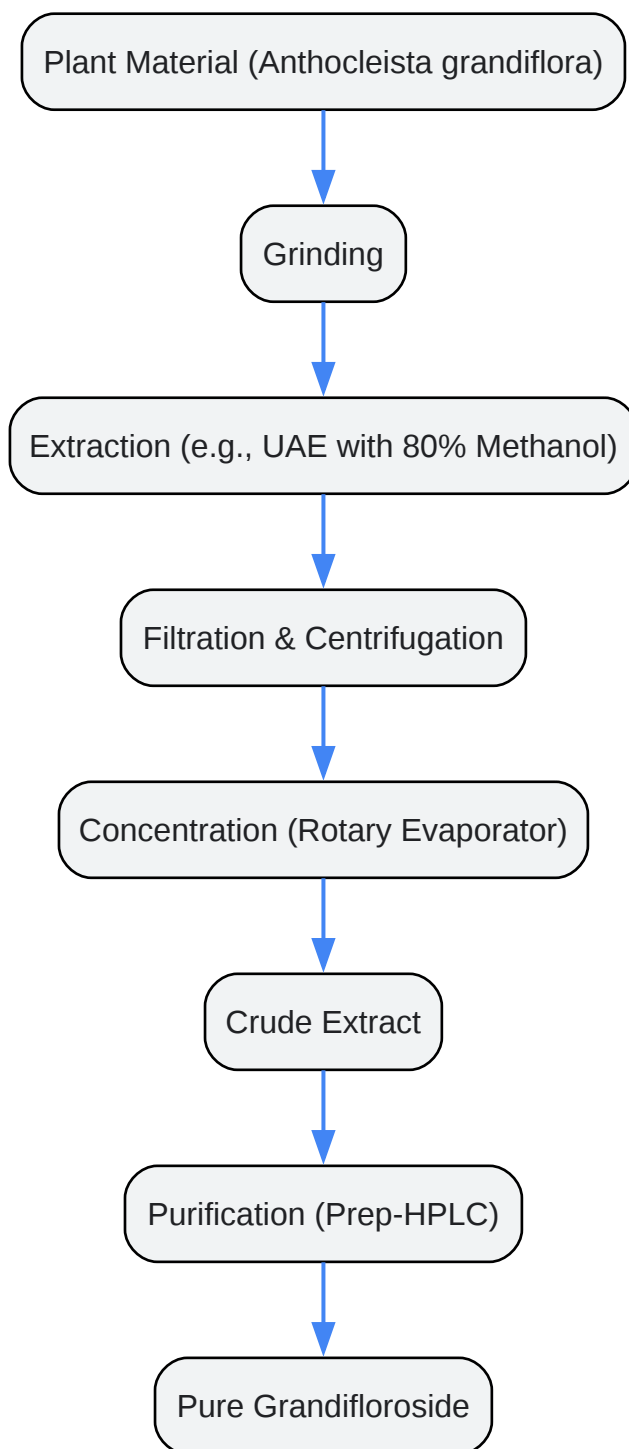 Plant Material (Anthocleista grandiflora)
Grinding
Extraction (e.g., UAE with 80% Methanol)
Filtration & Centrifugation
Concentration (Rotary Evaporator)
Crude Extract
Purification (Prep-HPLC)
Pure Grandifloroside